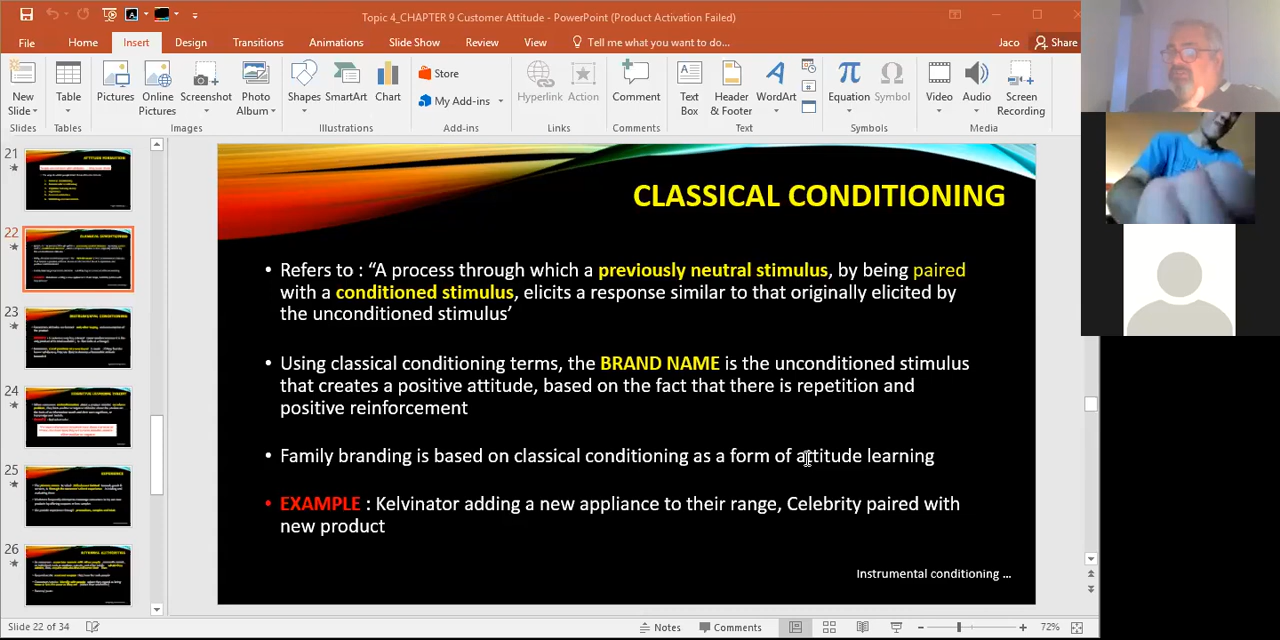 Topic 4_CHAPTER 9 Customer Attitude - PowerPoint (Product Activation Failed)
File Home Insert Design Transitions Animations Slide Show Review View Tell me what you want to do... Jaco Share
New Slide Table Pictures Online Pictures Screenshot Photo Album Shapes SmartArt Chart Store My Add-ins Hyperlink Action Comment Text Box Header & Footer WordArt Equation Symbol Video Audio Screen Recording
Slides Tables Images Illustrations Add-ins Links Comments Text Symbols Media
21
22
23
24
25
26
CLASSICAL CONDITIONING
• Refers to : “A process through which a previously neutral stimulus, by being paired
with a conditioned stimulus, elicits a response similar to that originally elicited by
the unconditioned stimulus’
• Using classical conditioning terms, the BRAND NAME is the unconditioned stimulus
that creates a positive attitude, based on the fact that there is repetition and
positive reinforcement
• Family branding is based on classical conditioning as a form of attitude learning
• EXAMPLE : Kelvinator adding a new appliance to their range, Celebrity paired with
new product
Instrumental conditioning ...
Slide 22 of 34 Notes Comments 72%